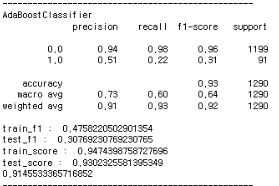 AdaBoostClassifier
precision recall f1-score support
0.0 0.94 0.98 0.96 1199
1.0 0.51 0.22 0.31 91
accuracy 0.93 1290
macro avg 0.73 0.60 0.64 1290
weighted avg 0.91 0.93 0.92 1290
train_f1 : 0.4758220502901354
test_f1 : 0.30769230769230765
train_score : 0.9474398758727696
test_score : 0.9302325581395349
0.9145533365716852